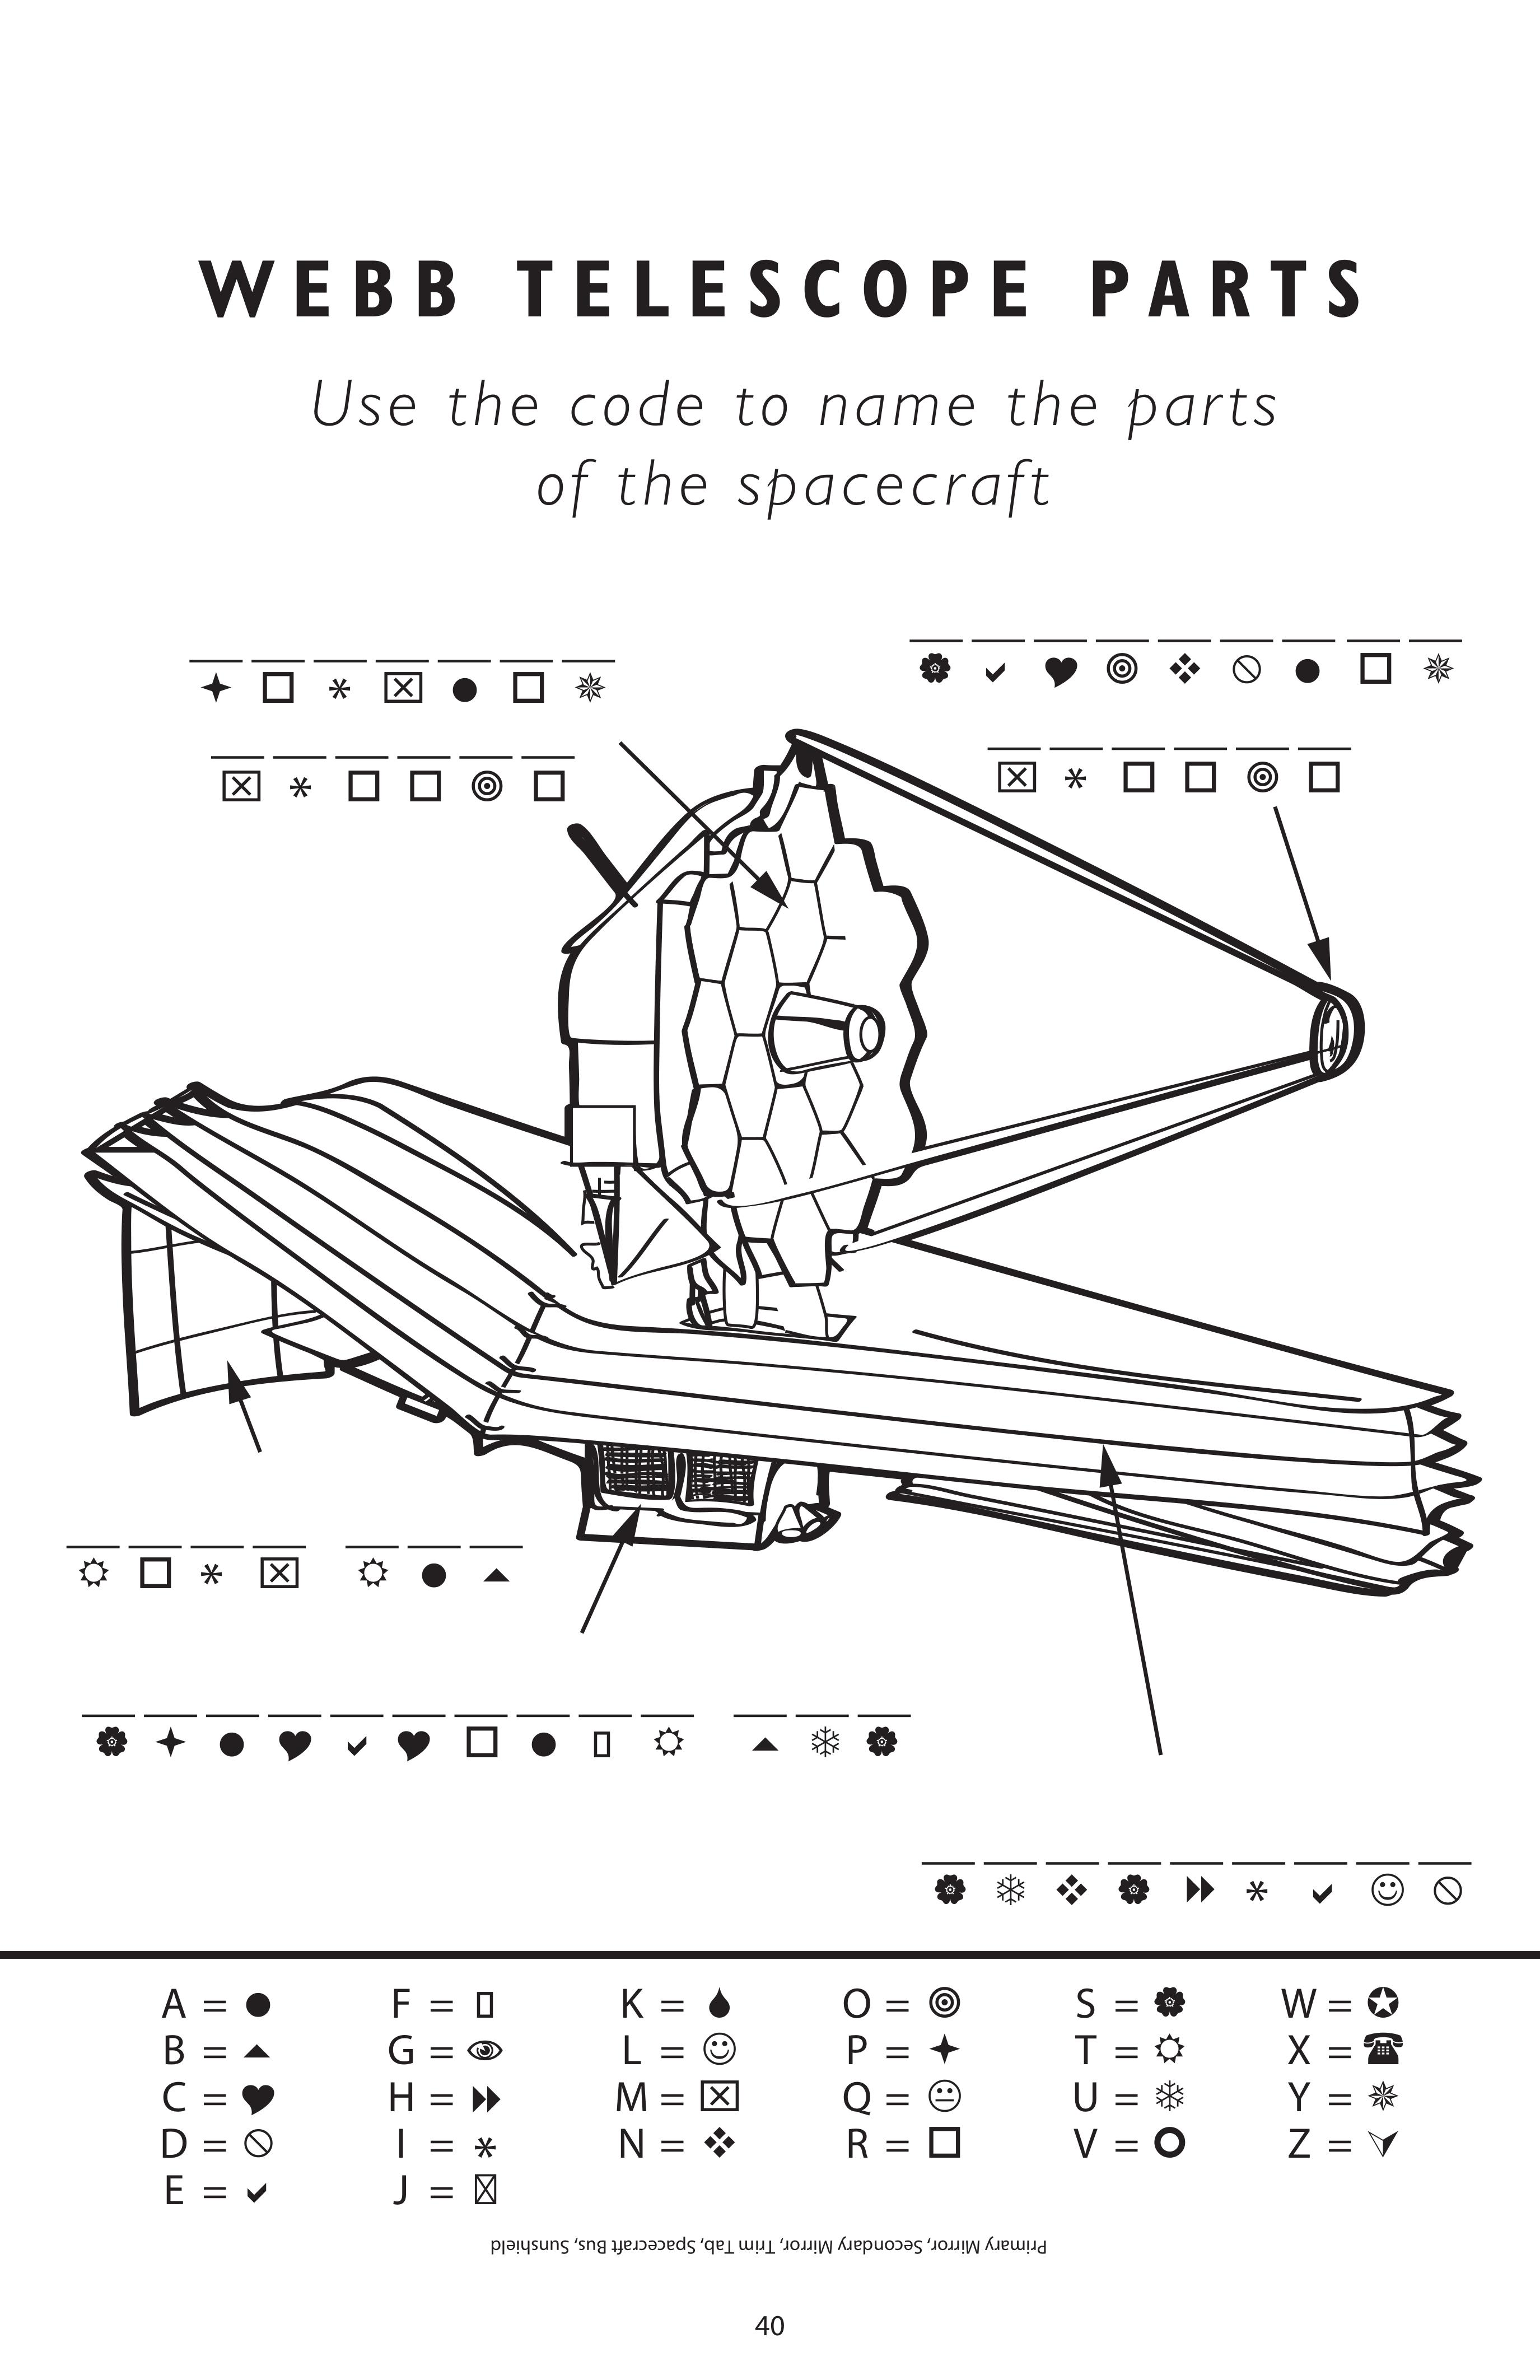 WEBB TELESCOPE PARTS
Use the code to name the parts
of the spacecraft
A = ●
F = ▯
K = 💧
O = ◎
S = ✿
W = ✪
B = ▲
G = 👁
L = ☺
P = ✦
T = ☼
X = ☎
C = ♥
H = ▶▶
M = ☒
Q = 😐
U = ❄
Y = ✵
D = ⃠
I = *
N = ❖
R = □
V = ○
Z = ⮛
E = ✔
J = ☒
Primary Mirror, Secondary Mirror, Trim Tab, Spacecraft Bus, Sunshield
40